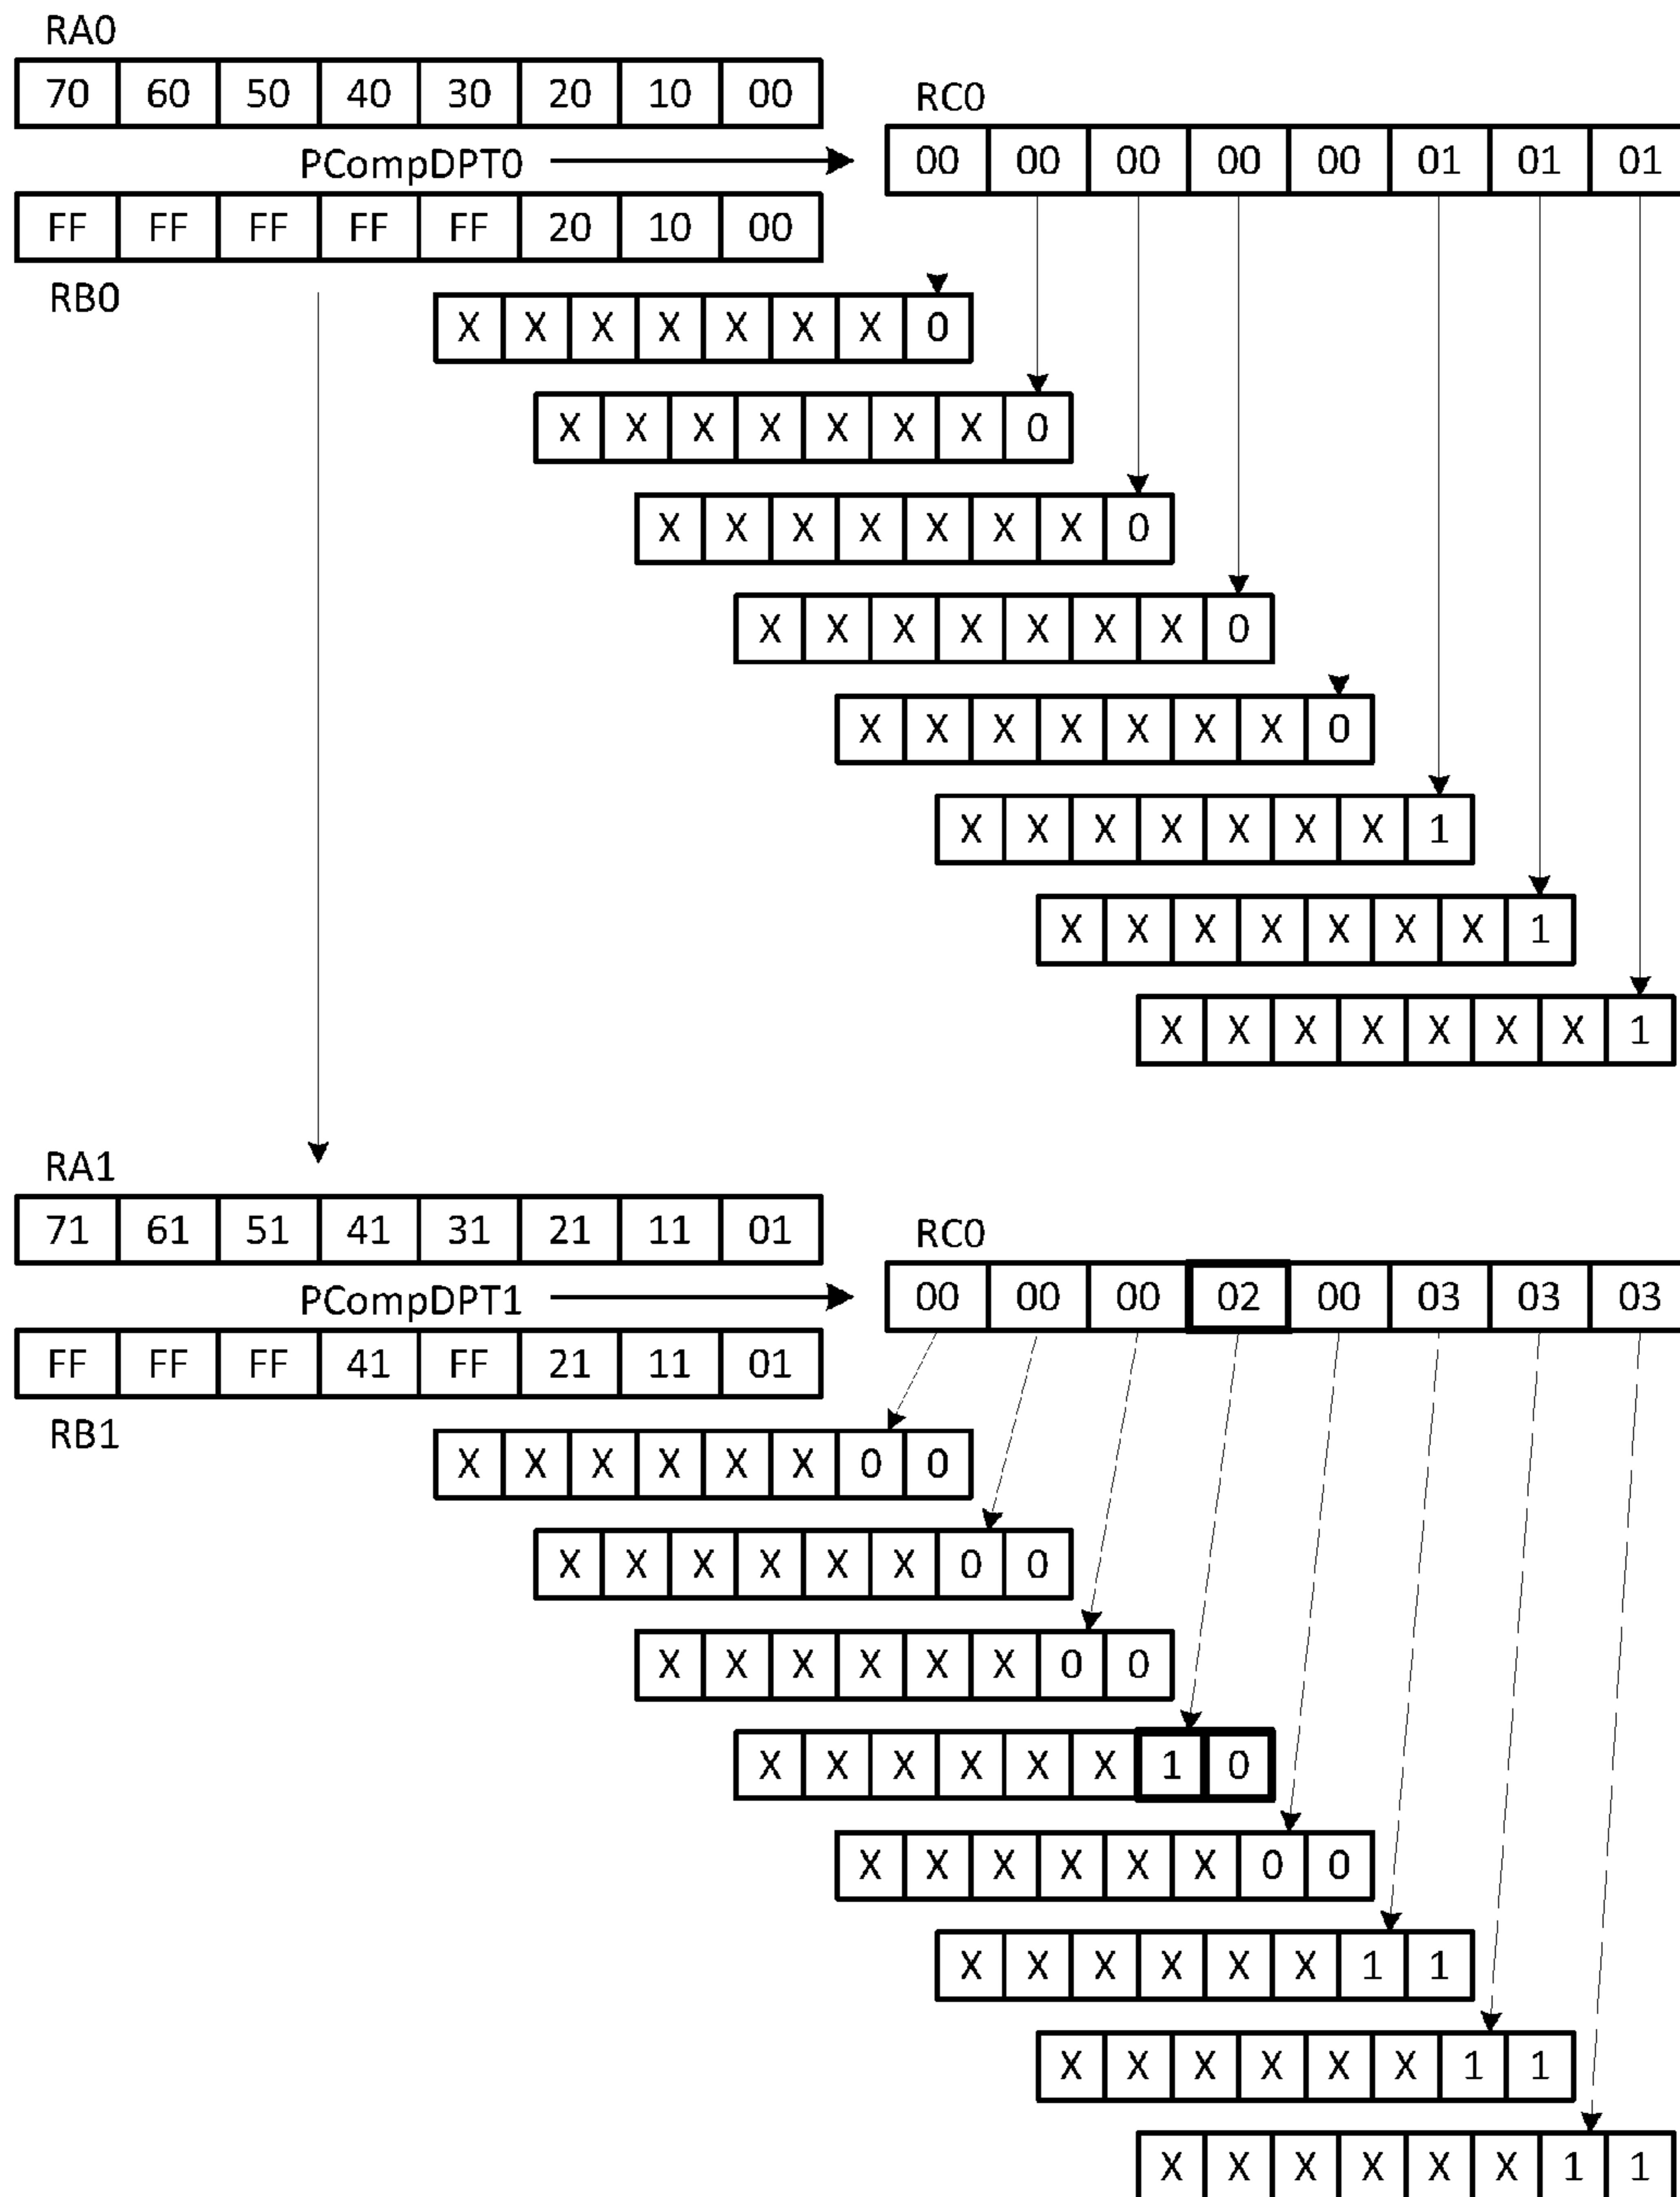 RA0
70 60 50 40 30 20 10 00
RC0
00 00 00 00 00 01 01 01
PCompDPT0
FF FF FF FF FF 20 10 00
RB0
X X X X X X X 0
X X X X X X X 0
X X X X X X X 0
X X X X X X X 0
X X X X X X X 0
X X X X X X X 1
X X X X X X X 1
X X X X X X X 1
RA1
71 61 51 41 31 21 11 01
RC0
00 00 00 02 00 03 03 03
PCompDPT1
FF FF FF 41 FF 21 11 01
RB1
X X X X X X 0 0
X X X X X X 0 0
X X X X X X 0 0
X X X X X X 1 0
X X X X X X 0 0
X X X X X X 1 1
X X X X X X 1 1
X X X X X X 1 1